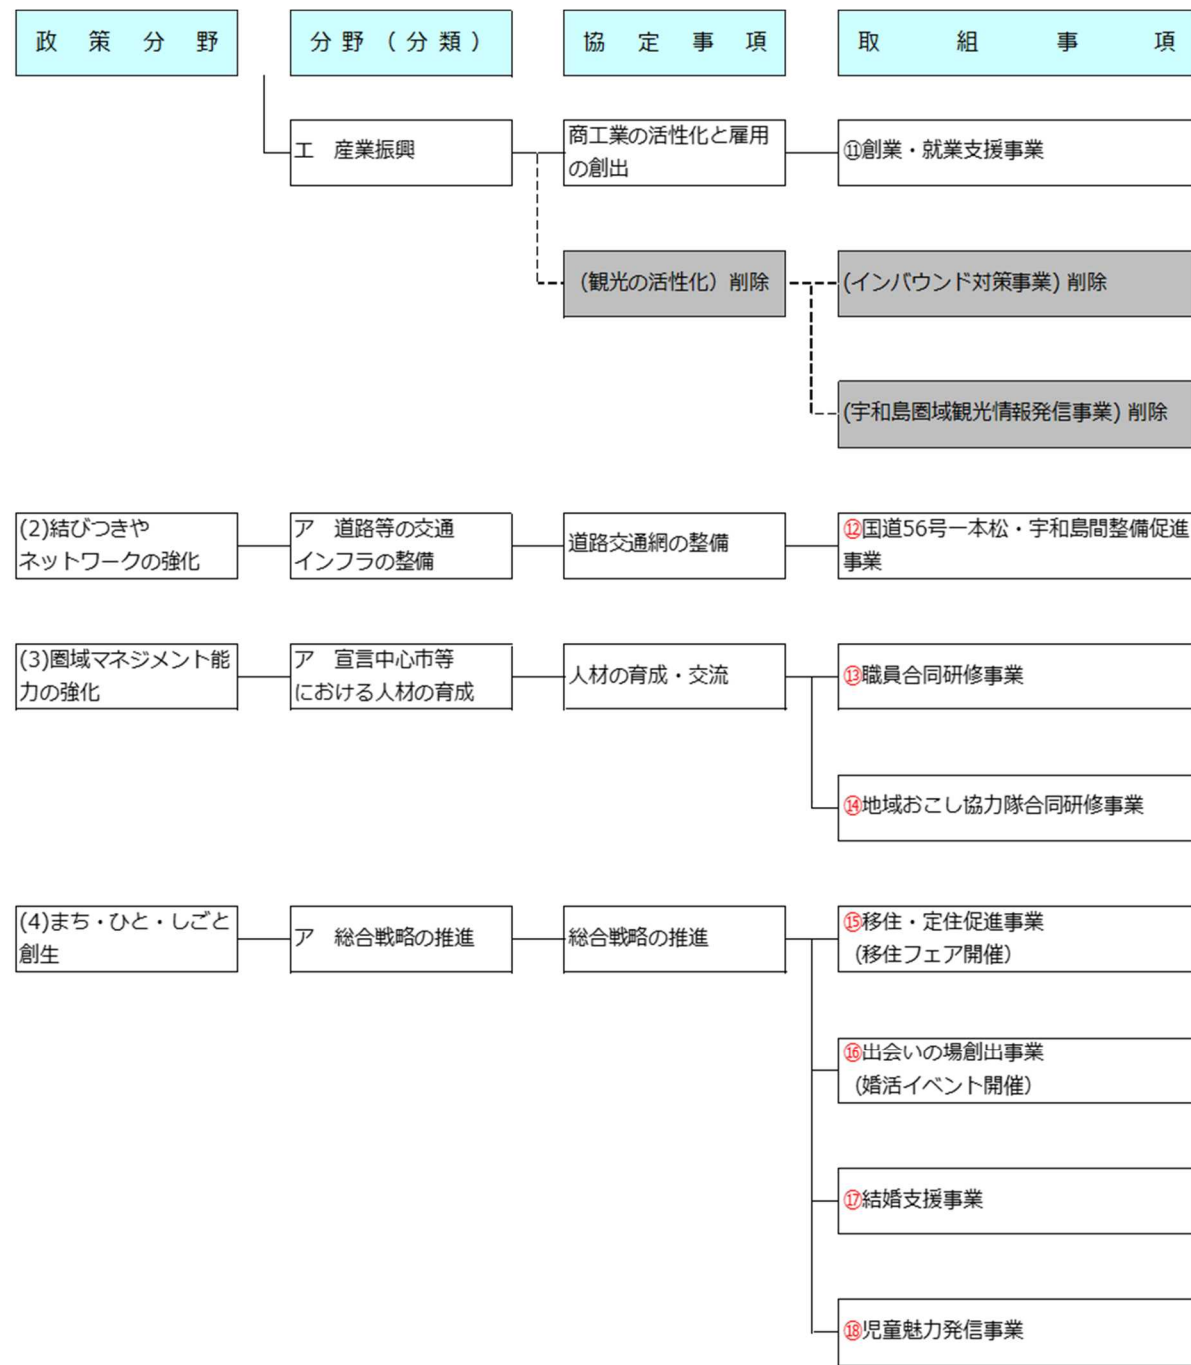 政策分野
分野（分類）
協定事項
取組事項
エ　産業振興
商工業の活性化と雇用
の創出
⑪創業・就業支援事業
（観光の活性化）削除
(インバウンド対策事業) 削除
(宇和島圏域観光情報発信事業) 削除
(2)結びつきや
ネットワークの強化
ア　道路等の交通
インフラの整備
道路交通網の整備
⑫国道56号一本松・宇和島間整備促進
事業
(3)圏域マネジメント能
力の強化
ア　宣言中心市等
における人材の育成
人材の育成・交流
⑬職員合同研修事業
⑭地域おこし協力隊合同研修事業
(4)まち・ひと・しごと
創生
ア　総合戦略の推進
総合戦略の推進
⑮移住・定住促進事業
（移住フェア開催）
⑯出会いの場創出事業
（婚活イベント開催）
⑰結婚支援事業
⑱児童魅力発信事業